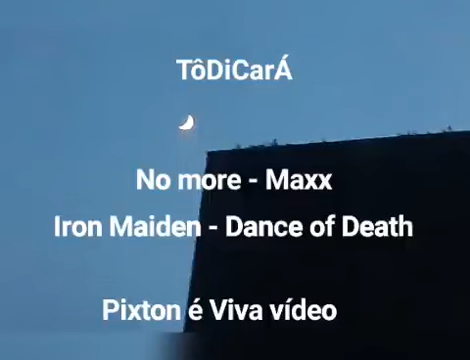 TôDiCarÁ
No more - Maxx
Iron Maiden - Dance of Death
Pixton é Viva vídeo